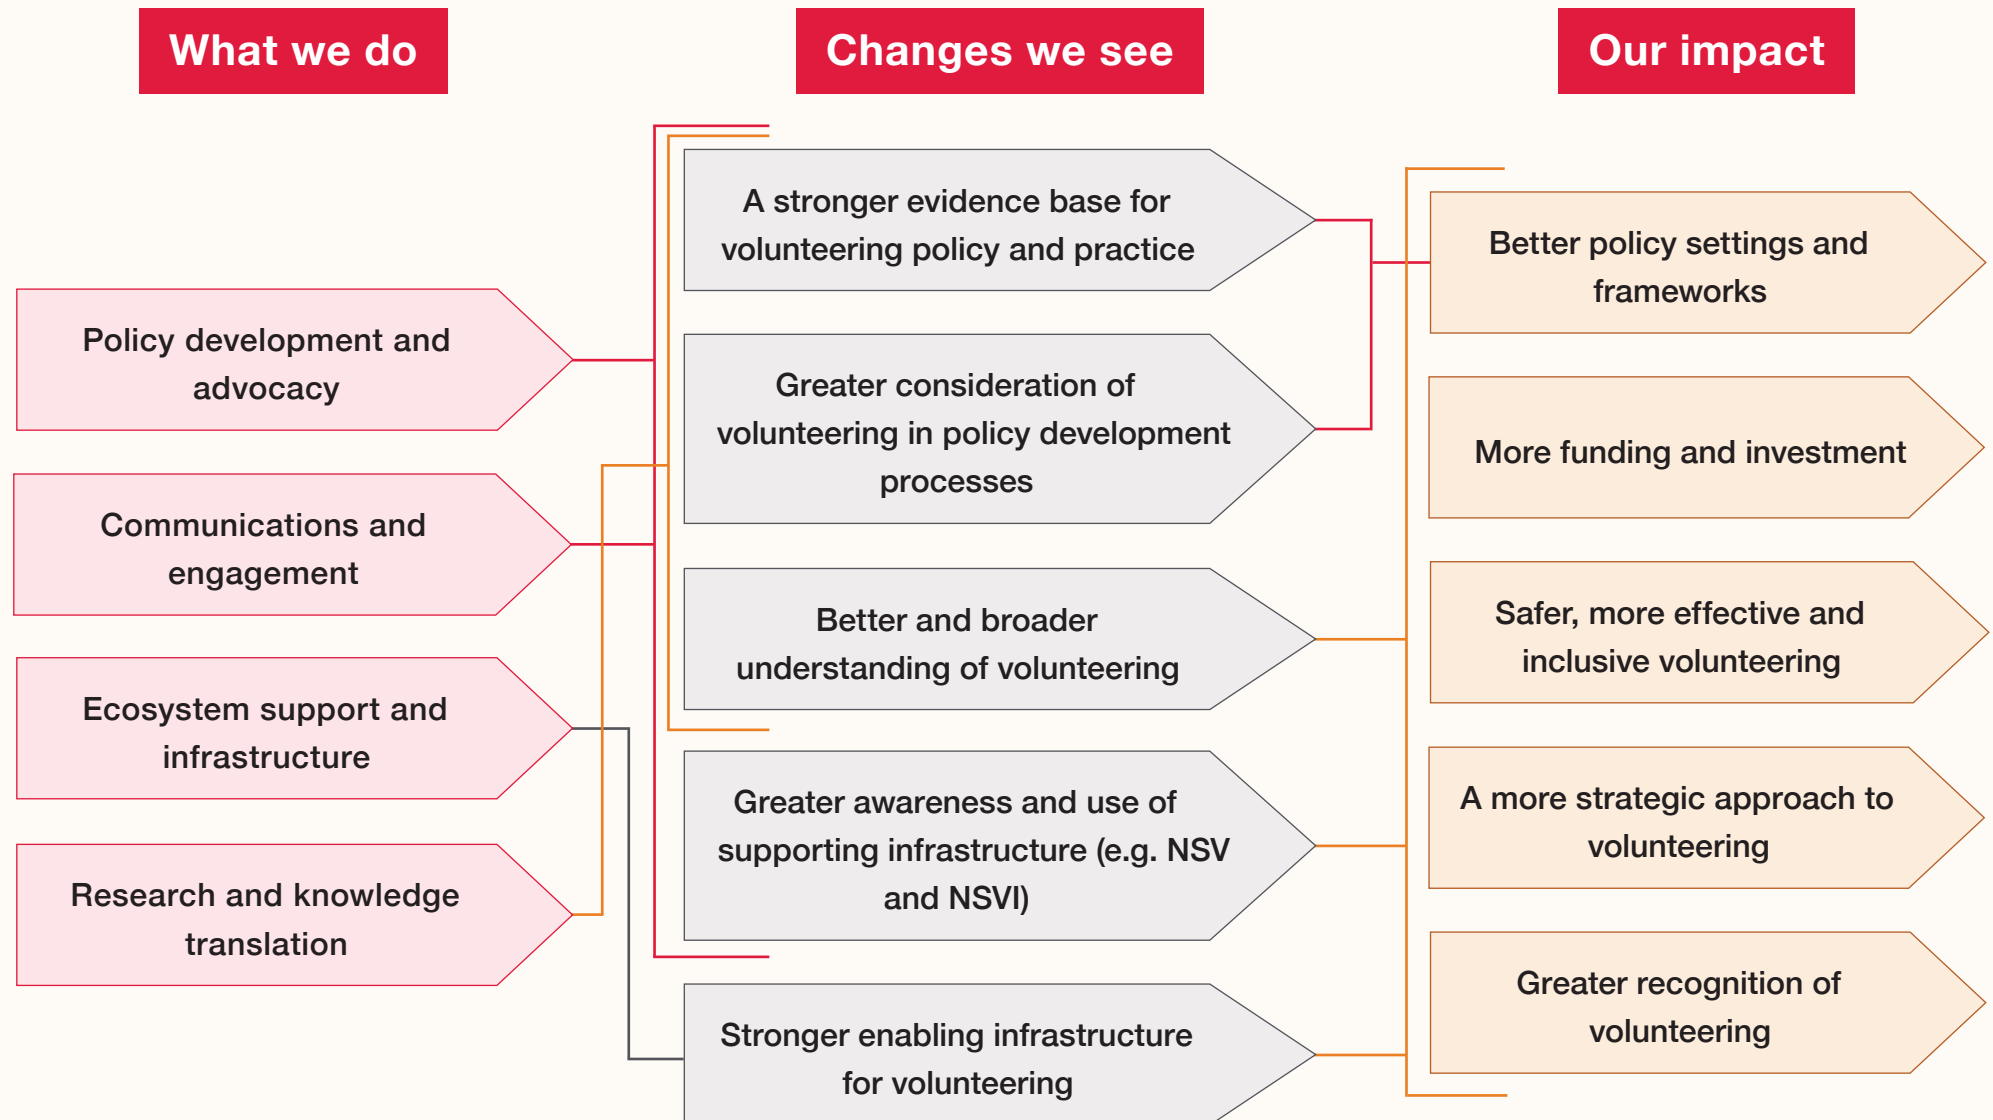 What we do
Changes we see
Our impact
Policy development and
advocacy
Communications and
engagement
Ecosystem support and
infrastructure
Research and knowledge
translation
A stronger evidence base for
volunteering policy and practice
Greater consideration of
volunteering in policy development
processes
Better and broader
understanding of volunteering
Greater awareness and use of
supporting infrastructure (e.g. NSV
and NSVI)
Stronger enabling infrastructure
for volunteering
Better policy settings and
frameworks
More funding and investment
Safer, more effective and
inclusive volunteering
A more strategic approach to
volunteering
Greater recognition of
volunteering